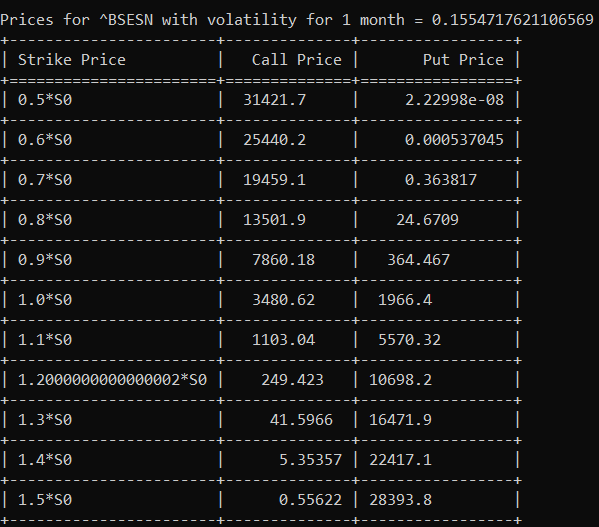 Prices for ^BSESN with volatility for 1 month = 0.1554717621106569
+-----------------------+--------------+-----------------+
| Strike Price          |   Call Price |       Put Price |
+=======================+==============+=================+
| 0.5*S0                |  31421.7     |     2.22998e-08 |
+-----------------------+--------------+-----------------+
| 0.6*S0                |  25440.2     |     0.000537045 |
+-----------------------+--------------+-----------------+
| 0.7*S0                |  19459.1     |     0.363817    |
+-----------------------+--------------+-----------------+
| 0.8*S0                |  13501.9     |    24.6709      |
+-----------------------+--------------+-----------------+
| 0.9*S0                |   7860.18    |   364.467       |
+-----------------------+--------------+-----------------+
| 1.0*S0                |   3480.62    |  1966.4         |
+-----------------------+--------------+-----------------+
| 1.1*S0                |   1103.04    |  5570.32        |
+-----------------------+--------------+-----------------+
| 1.2000000000000002*S0 |    249.423   | 10698.2         |
+-----------------------+--------------+-----------------+
| 1.3*S0                |     41.5966  | 16471.9         |
+-----------------------+--------------+-----------------+
| 1.4*S0                |      5.35357 | 22417.1         |
+-----------------------+--------------+-----------------+
| 1.5*S0                |      0.55622 | 28393.8         |
+-----------------------+--------------+-----------------+